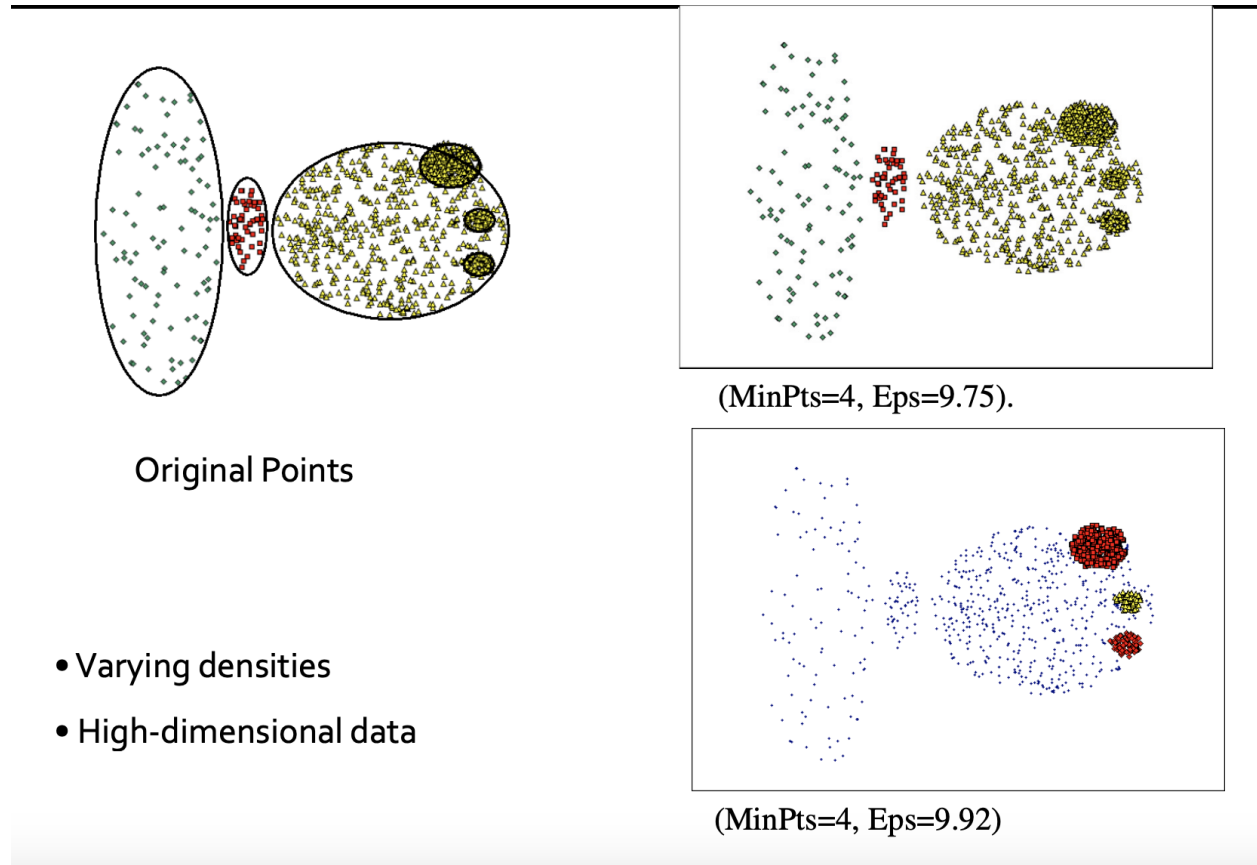 Original Points
• Varying densities
• High-dimensional data
(MinPts=4, Eps=9.75).
(MinPts=4, Eps=9.92)